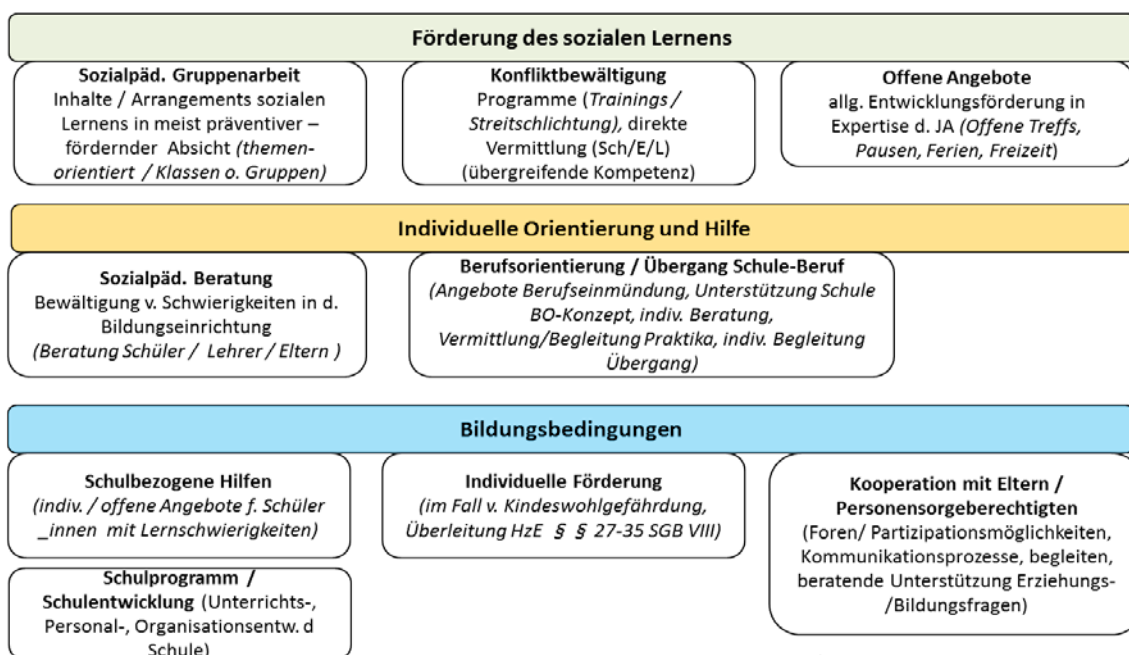 Förderung des sozialen Lernens
Sozialpäd. Gruppenarbeit
Inhalte / Arrangements sozialen
Lernens in meist präventiver –
fördernder Absicht (themen-
orientiert / Klassen o. Gruppen)
Konfliktbewältigung
Programme (Trainings /
Streitschlichtung), direkte
Vermittlung (Sch/E/L)
(übergreifende Kompetenz)
Offene Angebote
allg. Entwicklungsförderung in
Expertise d. JA (Offene Treffs,
Pausen, Ferien, Freizeit)
Individuelle Orientierung und Hilfe
Sozialpäd. Beratung
Bewältigung v. Schwierigkeiten in d.
Bildungseinrichtung
(Beratung Schüler / Lehrer / Eltern )
Berufsorientierung / Übergang Schule-Beruf
(Angebote Berufseinmündung, Unterstützung Schule
BO-Konzept, indiv. Beratung,
Vermittlung/Begleitung Praktika, indiv. Begleitung
Übergang)
Bildungsbedingungen
Schulbezogene Hilfen
(indiv. / offene Angebote f. Schüler
_innen mit Lernschwierigkeiten)
Individuelle Förderung
(im Fall v. Kindeswohlgefährdung,
Überleitung HzE § § 27-35 SGB VIII)
Kooperation mit Eltern /
Personensorgeberechtigten
(Foren/ Partizipationsmöglichkeiten,
Kommunikationsprozesse, begleiten,
beratende Unterstützung Erziehungs-
/Bildungsfragen)
Schulprogramm /
Schulentwicklung (Unterrichts-,
Personal-, Organisationsentw. d
Schule)